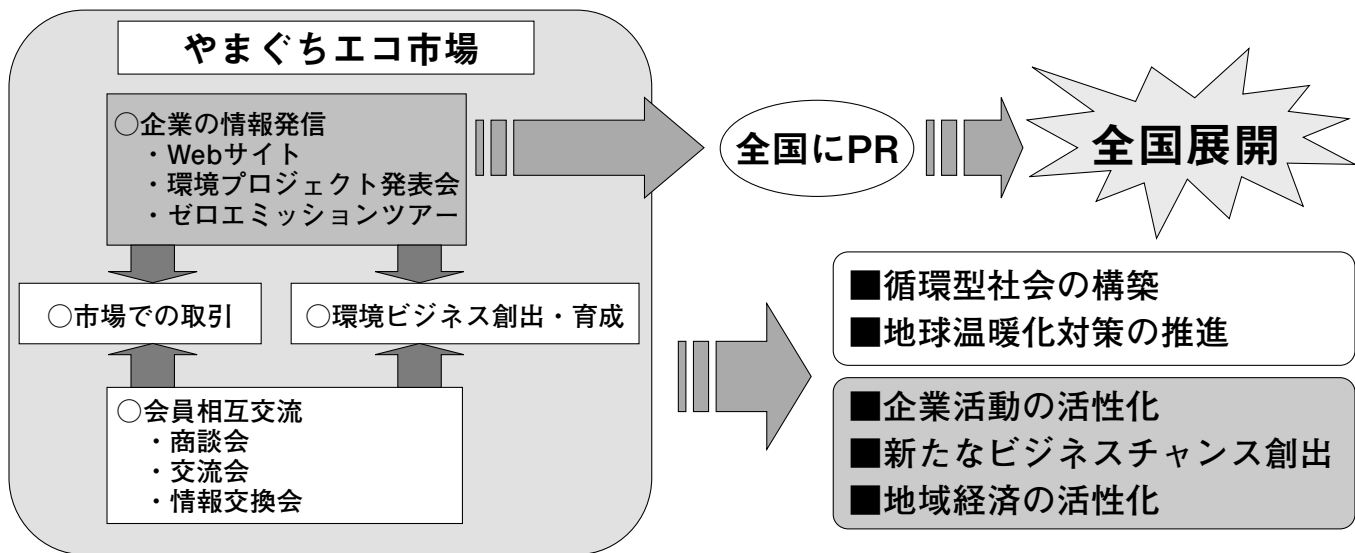 やまぐちエコ市場
○企業の情報発信
・Webサイト
・環境プロジェクト発表会
・ゼロエミッションツアー
○市場での取引
○環境ビジネス創出・育成
○会員相互交流
・商談会
・交流会
・情報交換会
全国にPR
全国展開
■循環型社会の構築
■地球温暖化対策の推進
■企業活動の活性化
■新たなビジネスチャンス創出
■地域経済の活性化